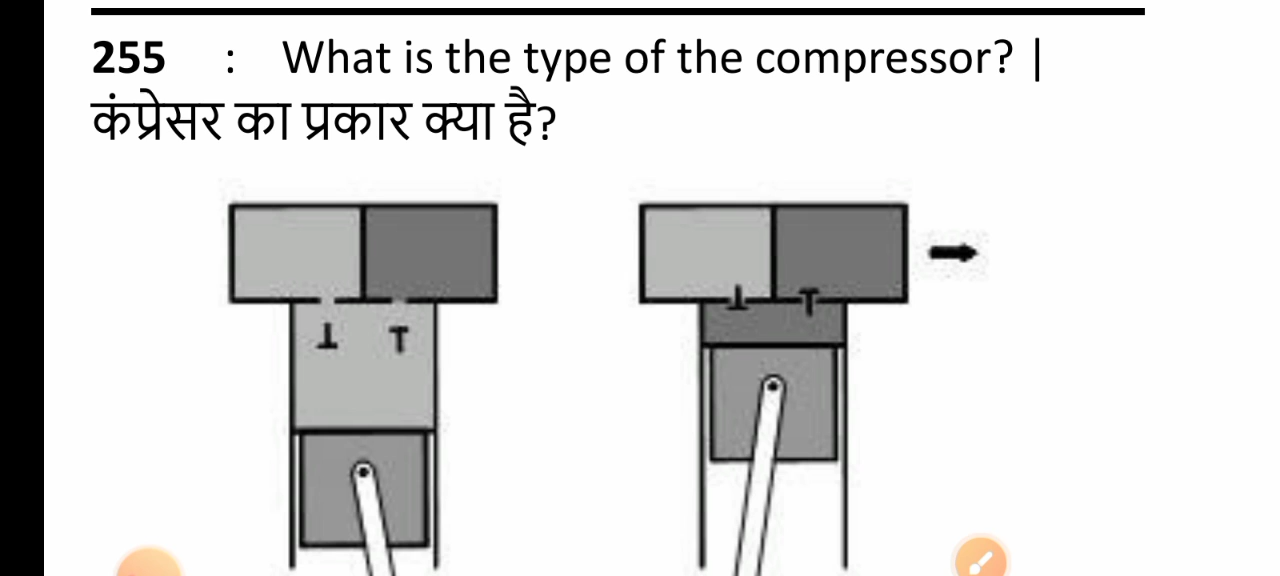 255 : What is the type of the compressor? |
कंप्रेसर का प्रकार क्या है?